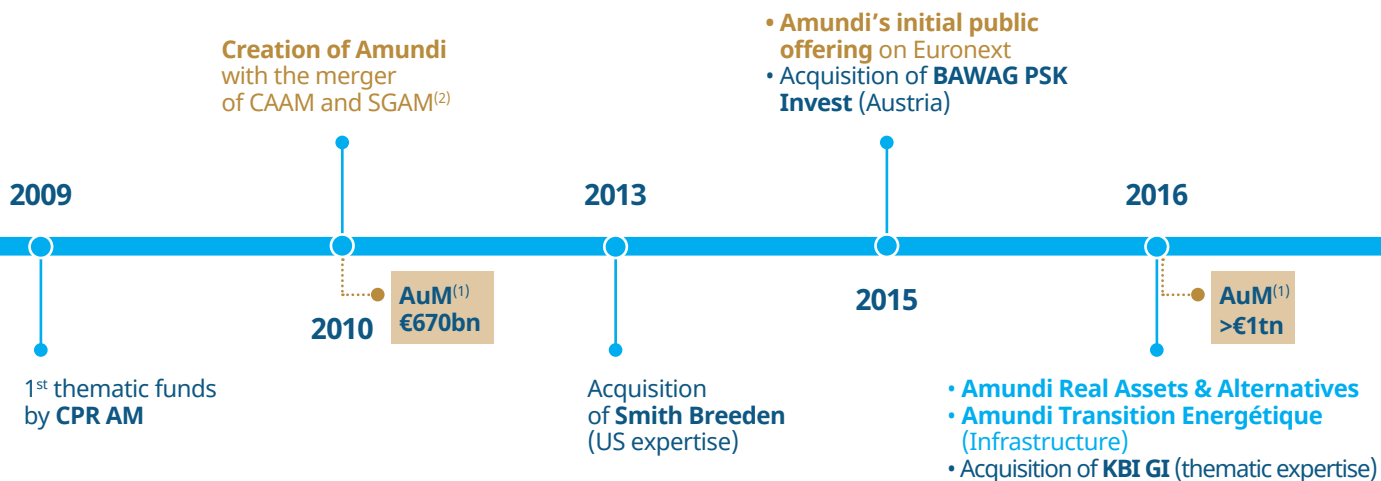 2009
1st thematic funds
by CPR AM
Creation of Amundi
with the merger
of CAAM and SGAM(2)
2010
AuM(1)
€670bn
2013
Acquisition
of Smith Breeden
(US expertise)
• Amundi’s initial public
offering on Euronext
• Acquisition of BAWAG PSK
Invest (Austria)
2015
2016
AuM(1)
>€1tn
• Amundi Real Assets & Alternatives
• Amundi Transition Energétique
(Infrastructure)
• Acquisition of KBI GI (thematic expertise)